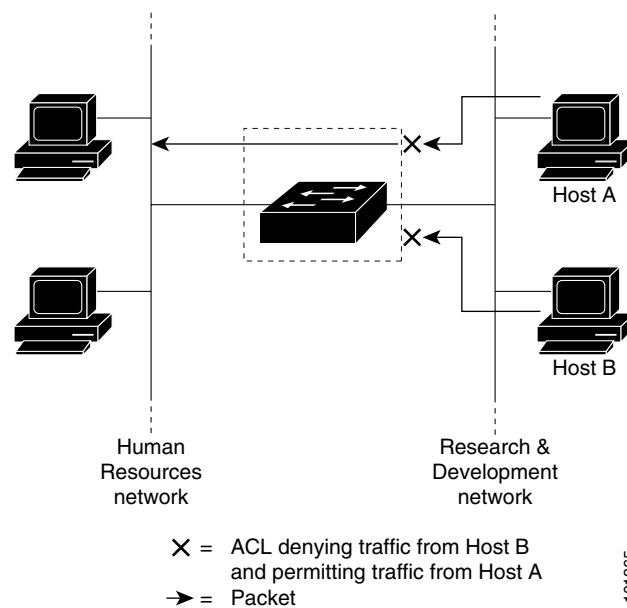 Host A
Host B
Human
Resources
network
Research &
Development
network
✕ = ACL denying traffic from Host B
and permitting traffic from Host A
➔ = Packet